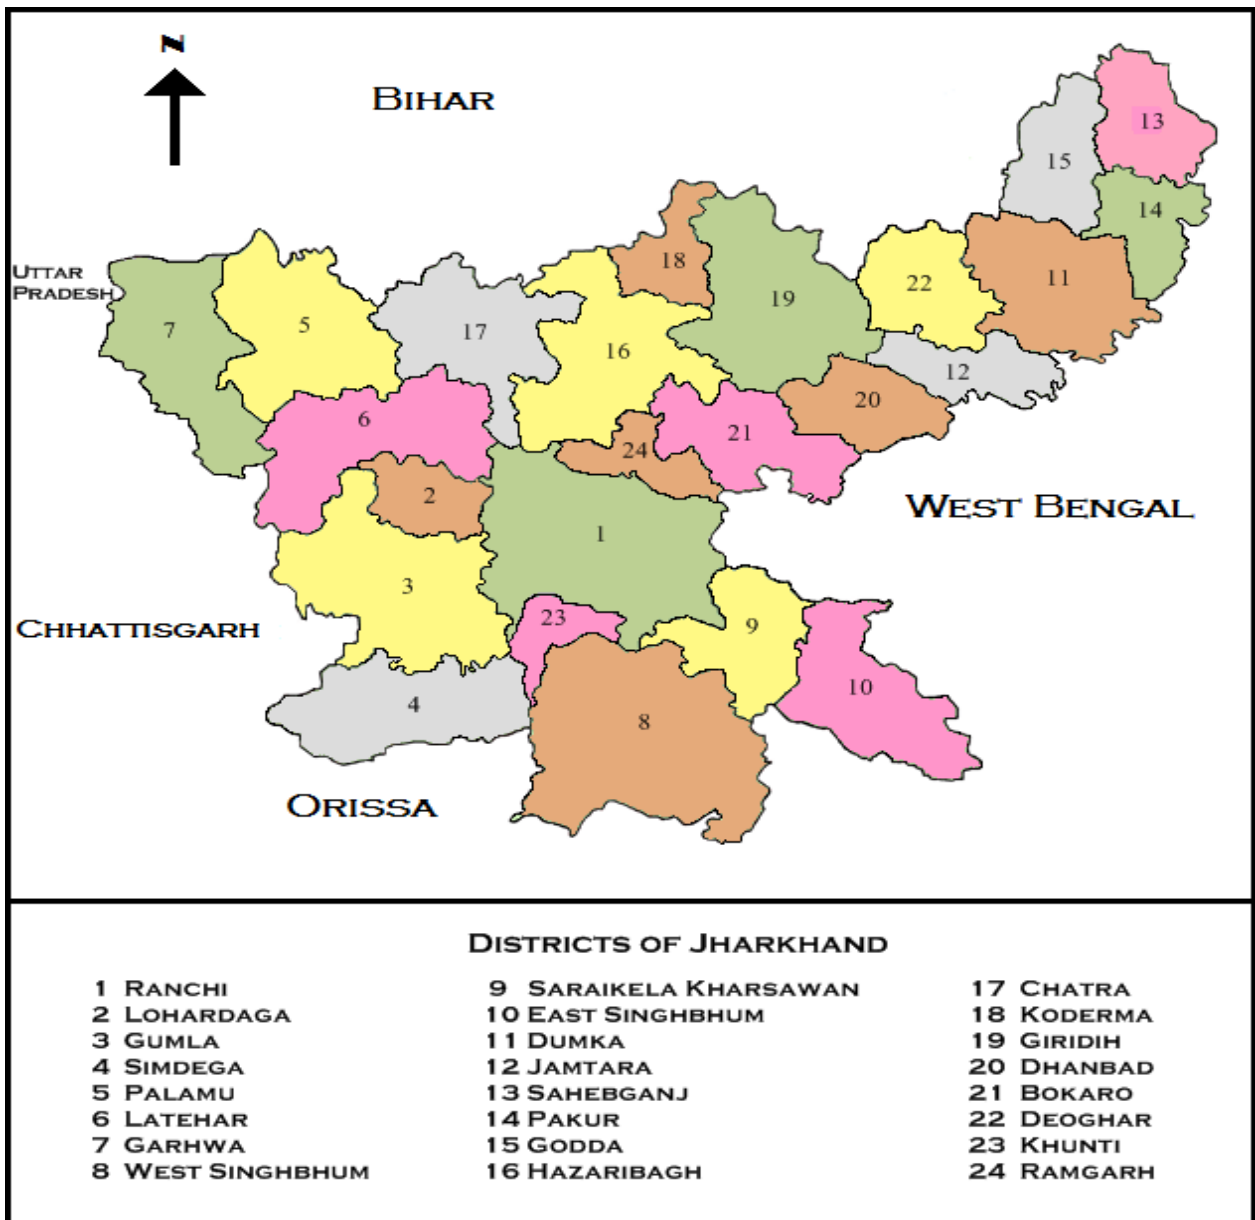 N
BIHAR
13
15
14
18
UTTAR
PRADESH
11
22
19
7
5
17
16
12
20
6
21
24
2
WEST BENGAL
1
3
CHHATTISGARH
23
9
10
4
8
ORISSA
DISTRICTS OF JHARKHAND
1 RANCHI
2 LOHARDAGA
3 GUMLA
4 SIMDEGA
5 PALAMU
6 LATEHAR
7 GARHWA
8 WEST SINGHBHUM
9 SARAIKELA KHARSAWAN
10 EAST SINGHBHUM
11 DUMKA
12 JAMTARA
13 SAHEBGANJ
14 PAKUR
15 GODDA
16 HAZARIBAGH
17 CHATRA
18 KODERMA
19 GIRIDIH
20 DHANBAD
21 BOKARO
22 DEOGHAR
23 KHUNTI
24 RAMGARH